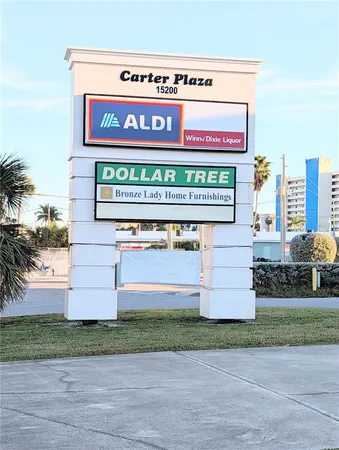 Carter Plaza
15200
ALDI
Winn/Dixie Liquor
DOLLAR TREE
Bronze Lady Home Furnishings